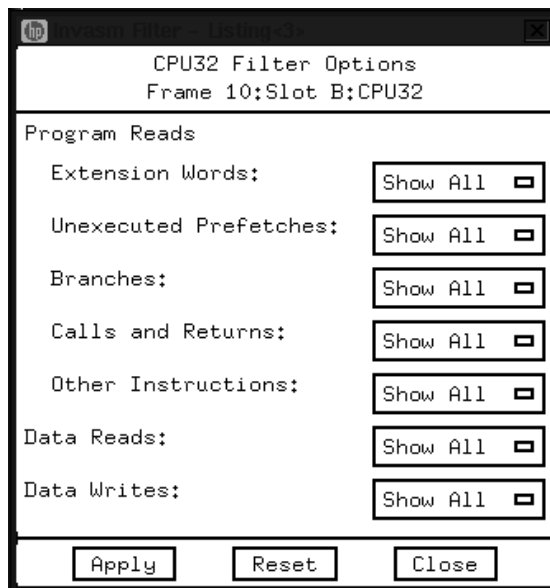 hp Invasm Filter - Listing<3>
CPU32 Filter Options
Frame 10:Slot B:CPU32
Program Reads
Extension Words: Show All
Unexecuted Prefetches: Show All
Branches: Show All
Calls and Returns: Show All
Other Instructions: Show All
Data Reads: Show All
Data Writes: Show All
Apply Reset Close